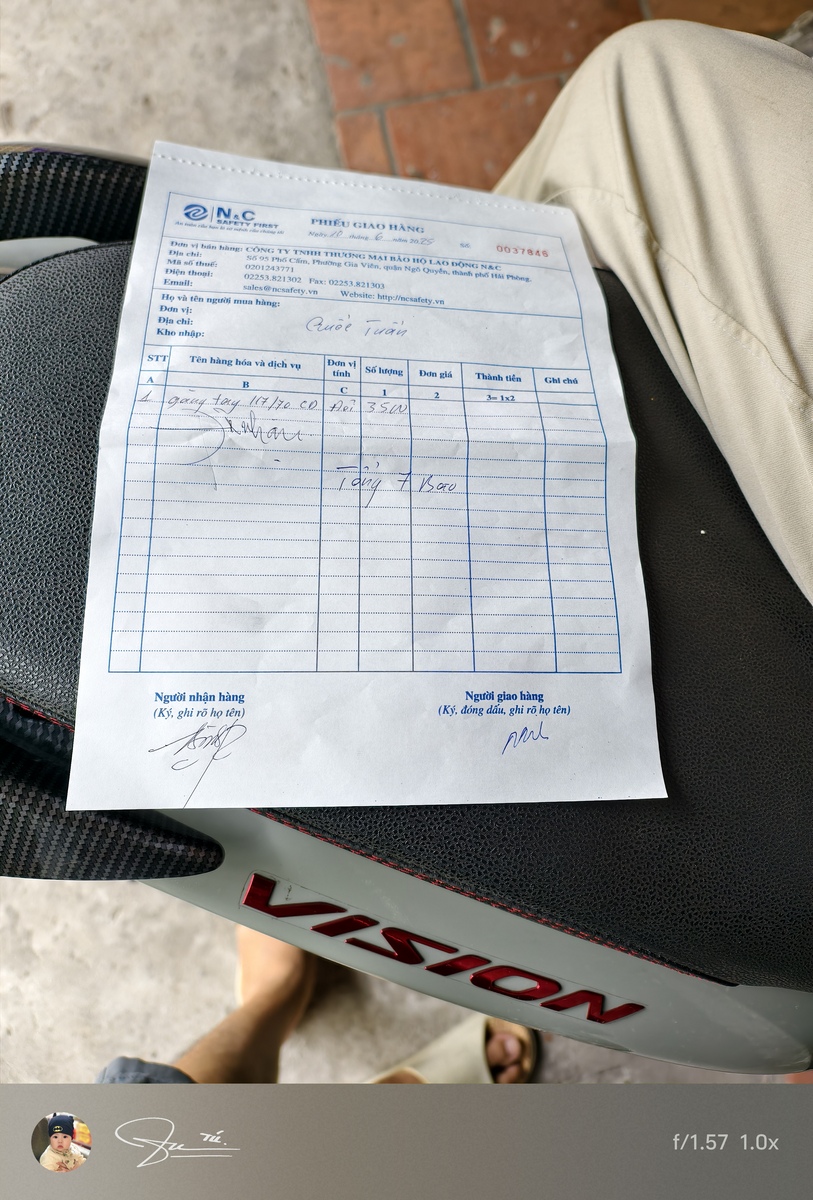 N&C
SAFETY FIRST
PHIẾU GIAO HÀNG
Ngày 10 tháng 6 năm 2025 Số: 0037846
Đơn vị bán hàng: CÔNG TY TNHH THƯƠNG MẠI BẢO HỘ LAO ĐỘNG N&C
Địa chỉ: Số 95 Phố Cấm, Phường Gia Viên, quận Ngô Quyền, thành phố Hải Phòng.
Mã số thuế: 0201243771
Điện thoại: 02253.821302 Fax: 02253.821303
Email: sales@ncsafety.vn Website: http://ncsafety.vn
Họ và tên người mua hàng:
Đơn vị:
Địa chỉ: Quốc Tuấn
Kho nhập:
STT Tên hàng hóa và dịch vụ Đơn vị tính Số lượng Đơn giá Thành tiền Ghi chú
A B C 1 2 3= 1x2
1 găng tay Đôi
Tổng 7 Bao
Người nhận hàng Người giao hàng
(Ký, ghi rõ họ tên) (Ký, đóng dấu, ghi rõ họ tên)
VISION
f/1.57 1.0x